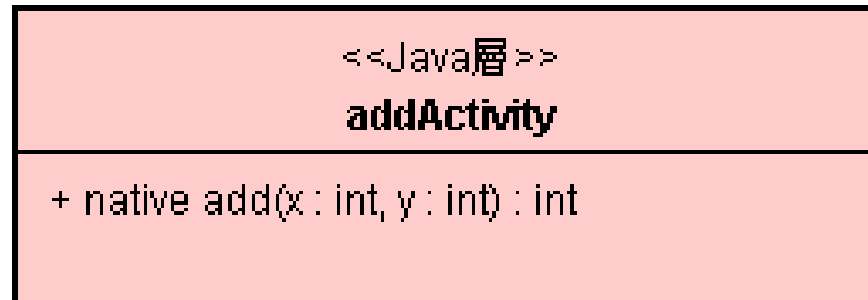 <<Java層>>
addActivity
+ native add(x : int, y : int) : int